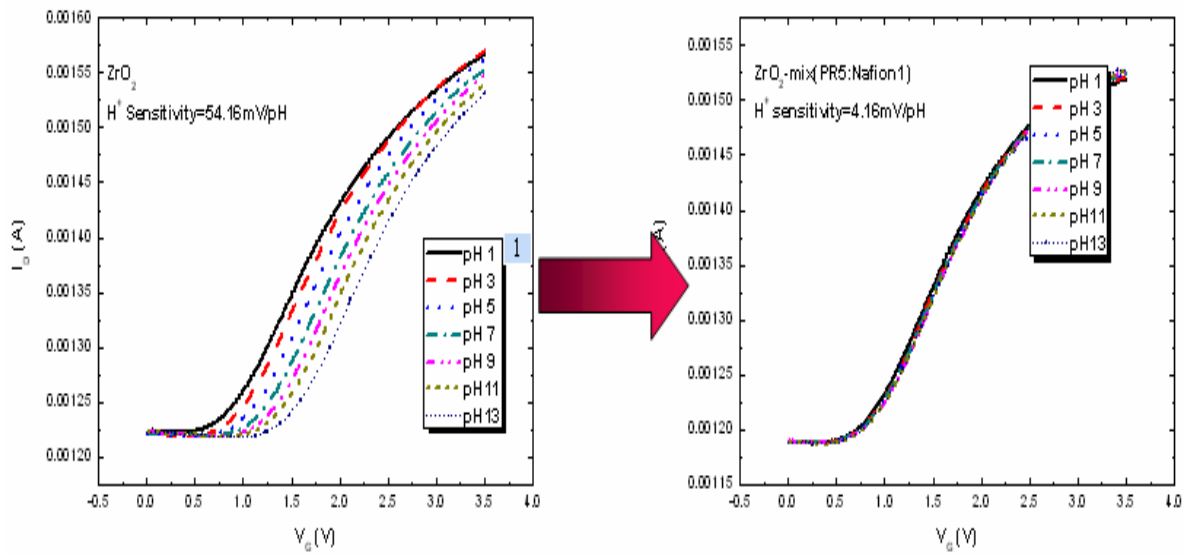 0.00160
0.00155
0.00150
0.00145
0.00140
0.00135
0.00130
0.00125
0.00120
-0.5 0.0 0.5 1.0 1.5 2.0 2.5 3.0 3.5 4.0
I_D (A)
V_G (V)
ZrO₂
H⁺ Sensitivity=54.16mV/pH
pH 1
pH 3
pH 5
pH 7
pH 9
pH 11
pH 13
1
0.00155
0.00155
0.00150
0.00145
0.00140
0.00135
0.00130
0.00125
0.00120
0.00115
-0.5 0.0 0.5 1.0 1.5 2.0 2.5 3.0 3.5 4.0
(A)
V_G (V)
ZrO₂-mix(PR5:Nafion1)
H⁺ sensitivity=4.16mV/pH
pH 1
pH 3
pH 5
pH 7
pH 9
pH11
pH13